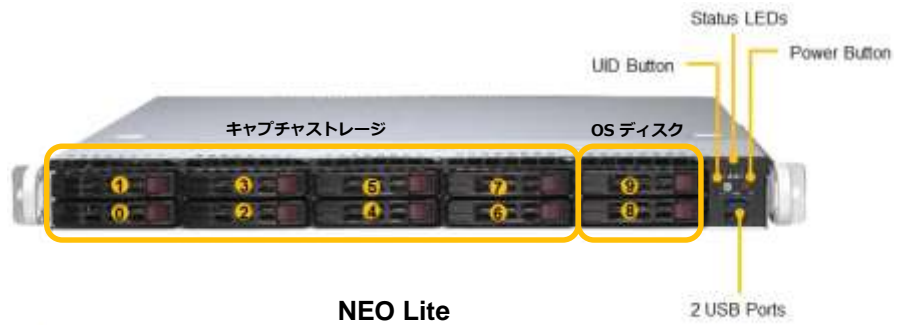 Status LEDs
UID Button
Power Button
キャプチャストレージ
OS ディスク
1 3 5 7 9
0 2 4 6 8
NEO Lite
2 USB Ports